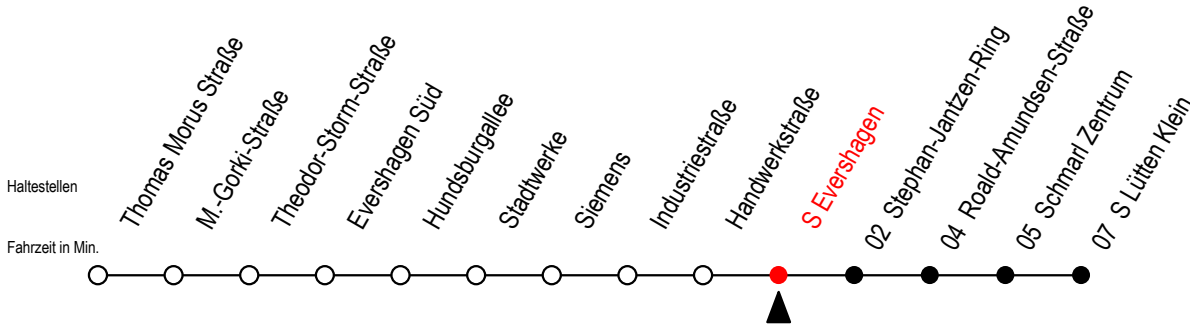 Haltestellen
Fahrzeit in Min.
Thomas Morus Straße
M.-Gorki-Straße
Theodor-Storm-Straße
Evershagen Süd
Hundsburgallee
Stadtwerke
Siemens
Industriestraße
Handwerkstraße
S Evershagen
02 Stephan-Jantzen-Ring
04 Roald-Amundsen-Straße
05 Schmarl Zentrum
07 S Lütten Klein